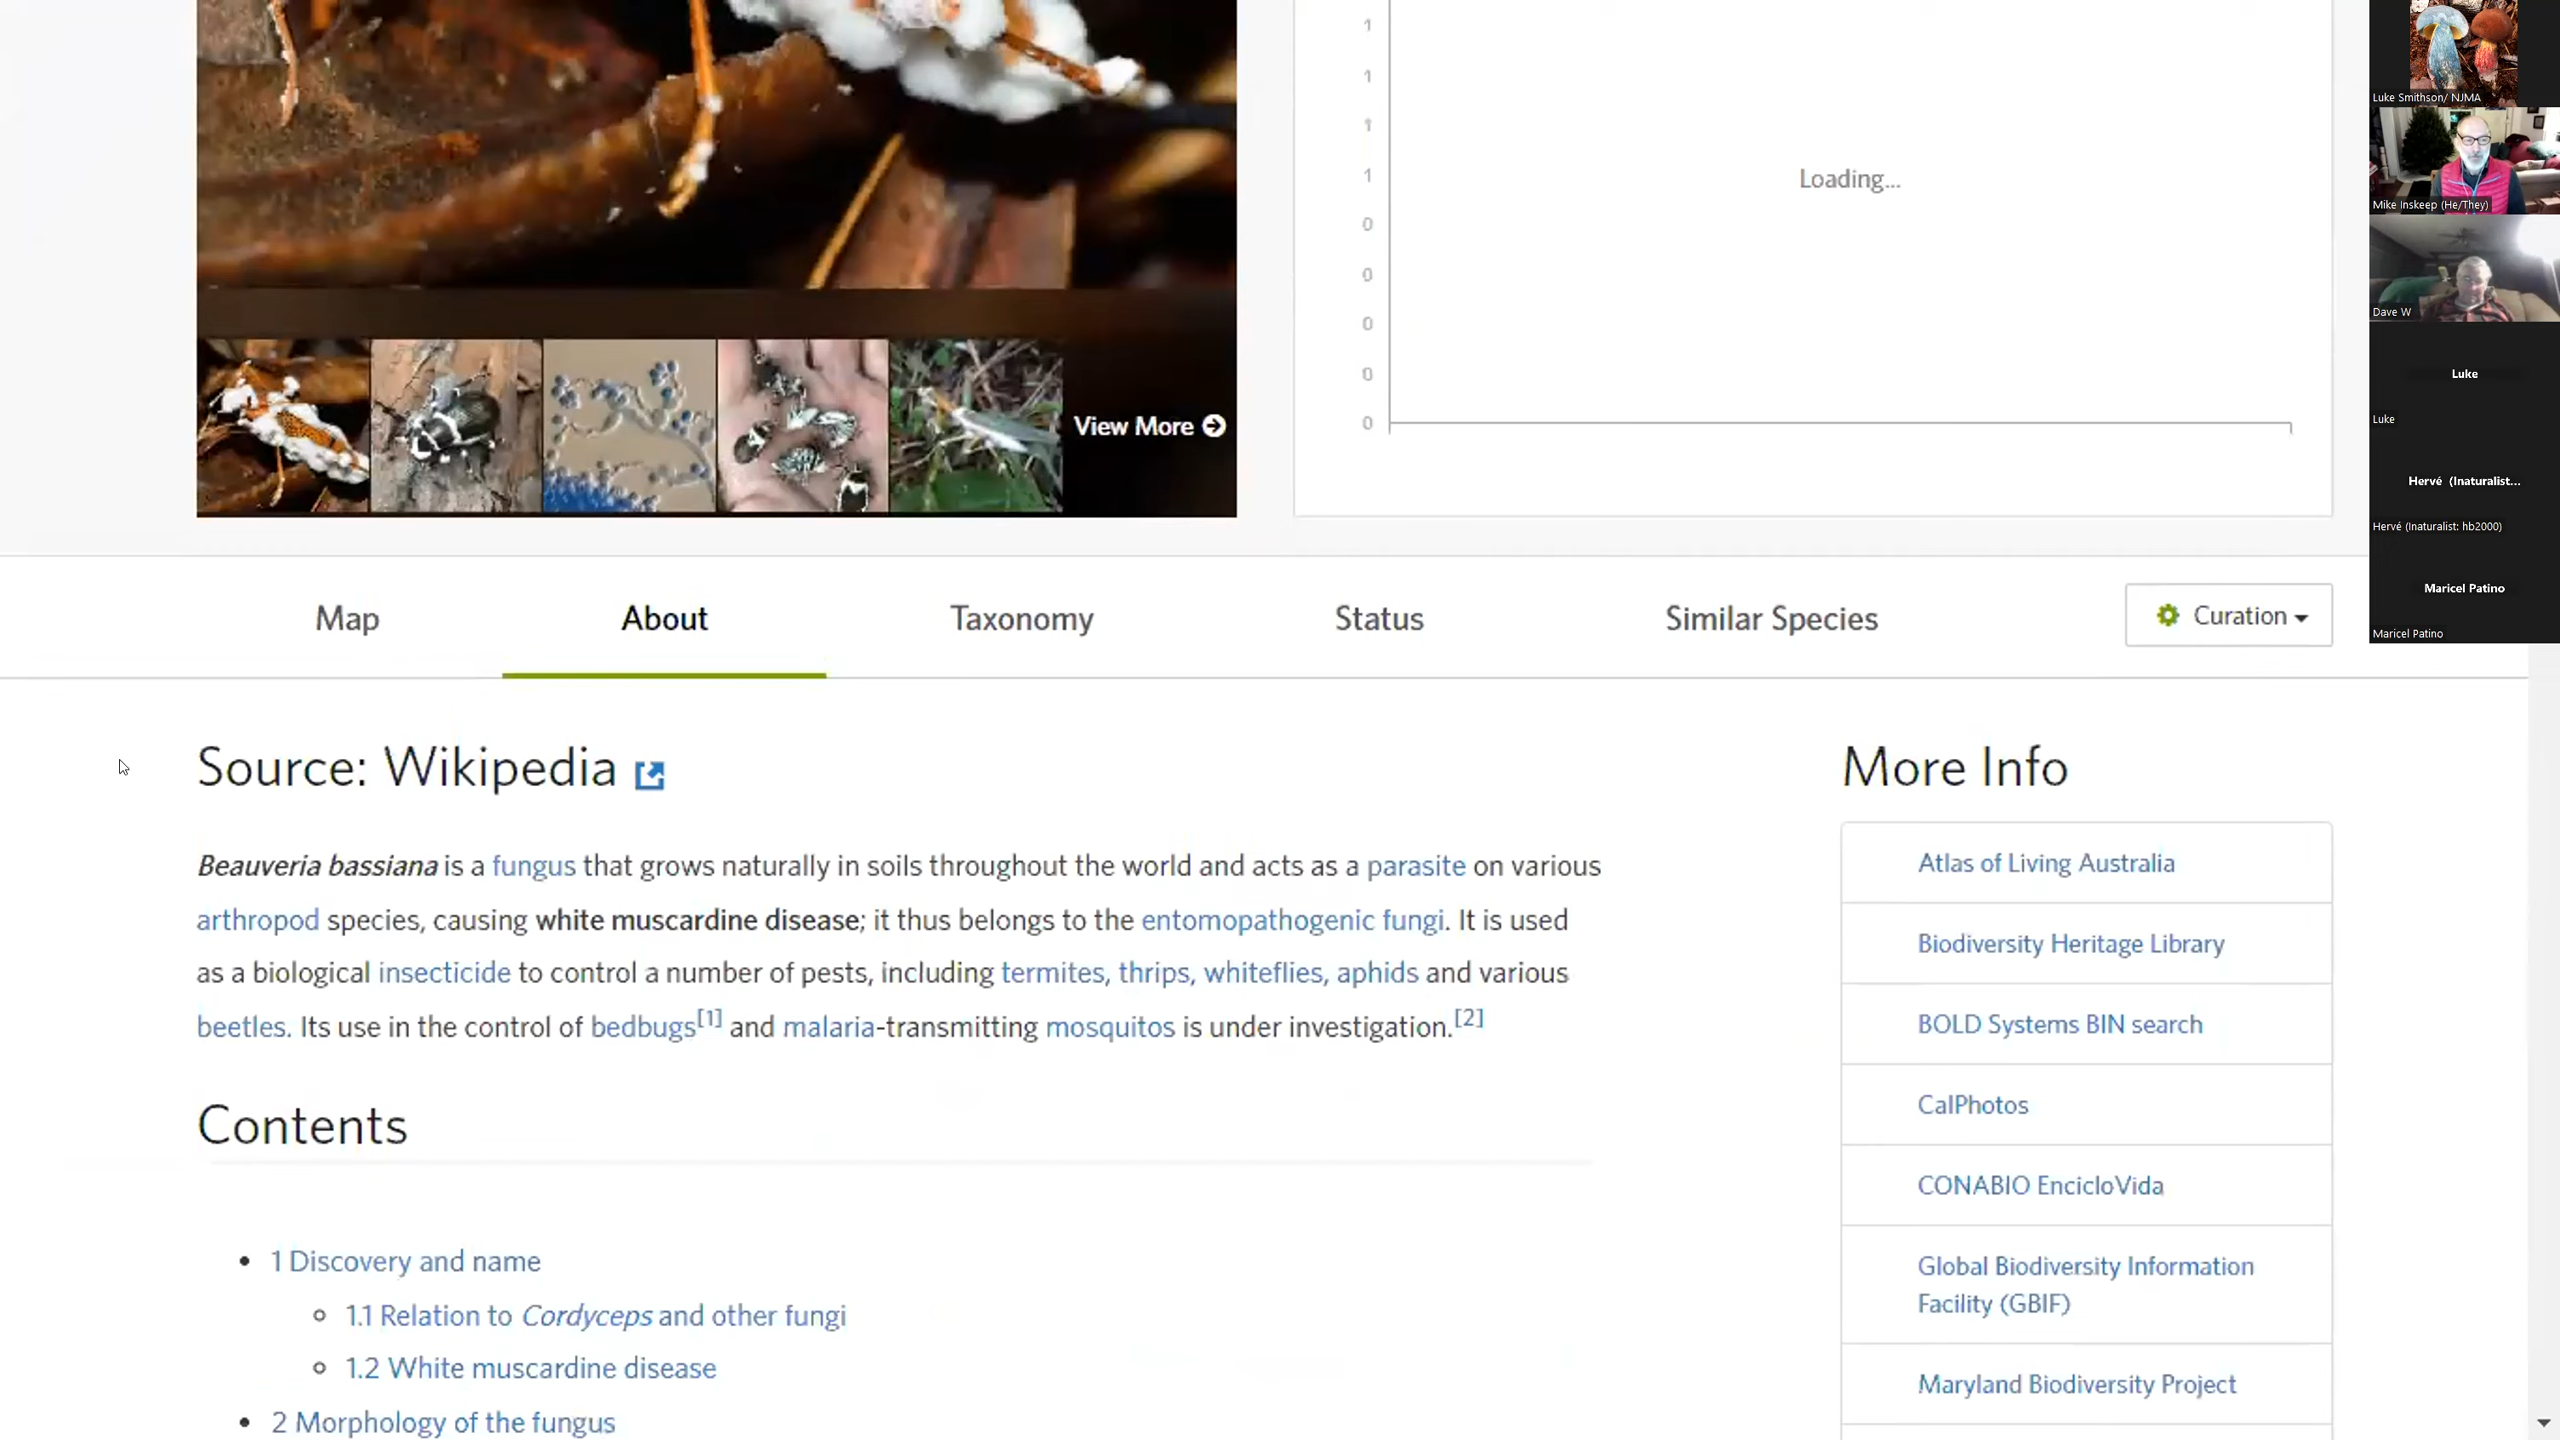 1
1
1
1
0
0
0
0
0
Loading...
View More
Luke Smithson/ NJMA
Mike Inskeep (He/They)
Dave W
Luke
Luke
Hervé (Inaturalist...
Hervé (Inaturalist: hb2000)
Maricel Patino
Maricel Patino
Map
About
Taxonomy
Status
Similar Species
Curation
Source: Wikipedia
Beauveria bassiana is a fungus that grows naturally in soils throughout the world and acts as a parasite on various
arthropod species, causing white muscardine disease; it thus belongs to the entomopathogenic fungi. It is used
as a biological insecticide to control a number of pests, including termites, thrips, whiteflies, aphids and various
beetles. Its use in the control of bedbugs[1] and malaria-transmitting mosquitos is under investigation.[2]
Contents
1 Discovery and name
1.1 Relation to Cordyceps and other fungi
1.2 White muscardine disease
2 Morphology of the fungus
More Info
Atlas of Living Australia
Biodiversity Heritage Library
BOLD Systems BIN search
CalPhotos
CONABIO EncicloVida
Global Biodiversity Information
Facility (GBIF)
Maryland Biodiversity Project